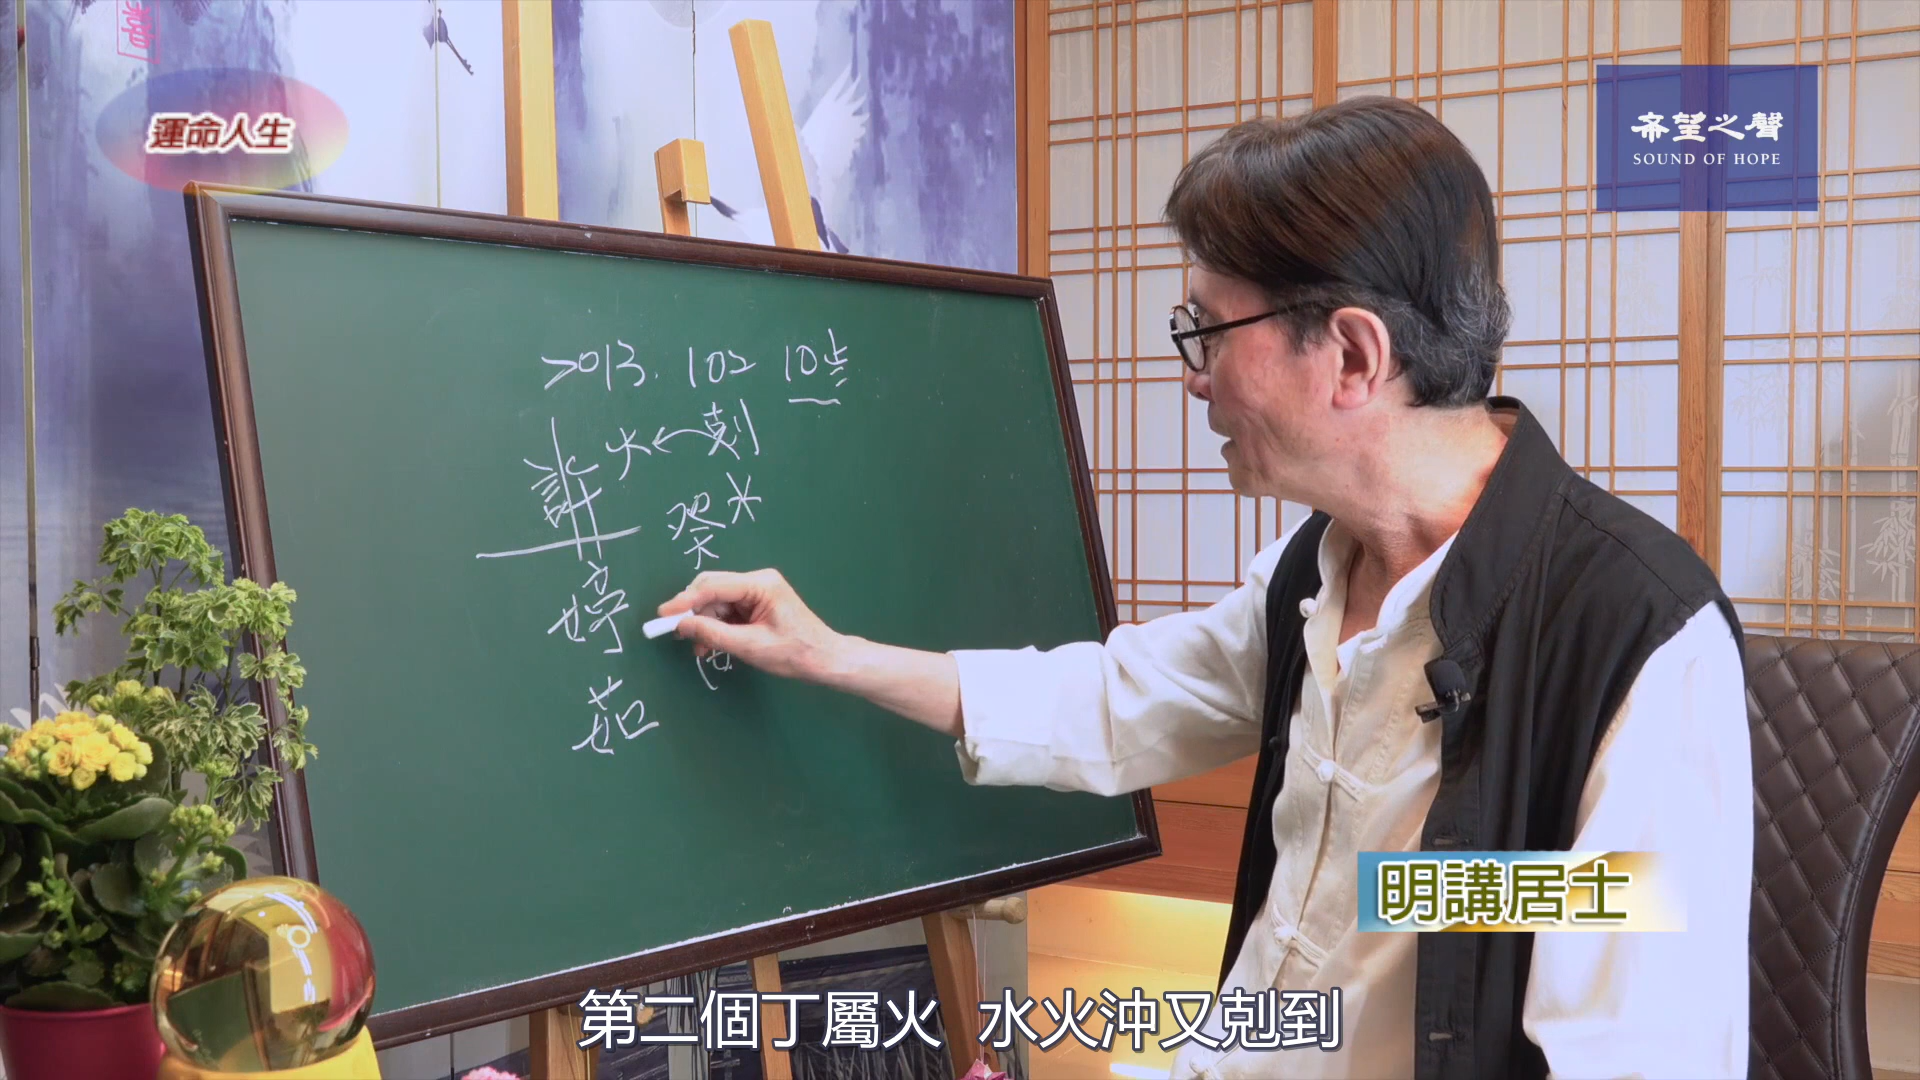 運命人生
希望之聲
SOUND OF HOPE
2013. 102 10点
許 火←剋
癸水
婷
茹
明講居士
第二個丁屬火 水火沖又剋到